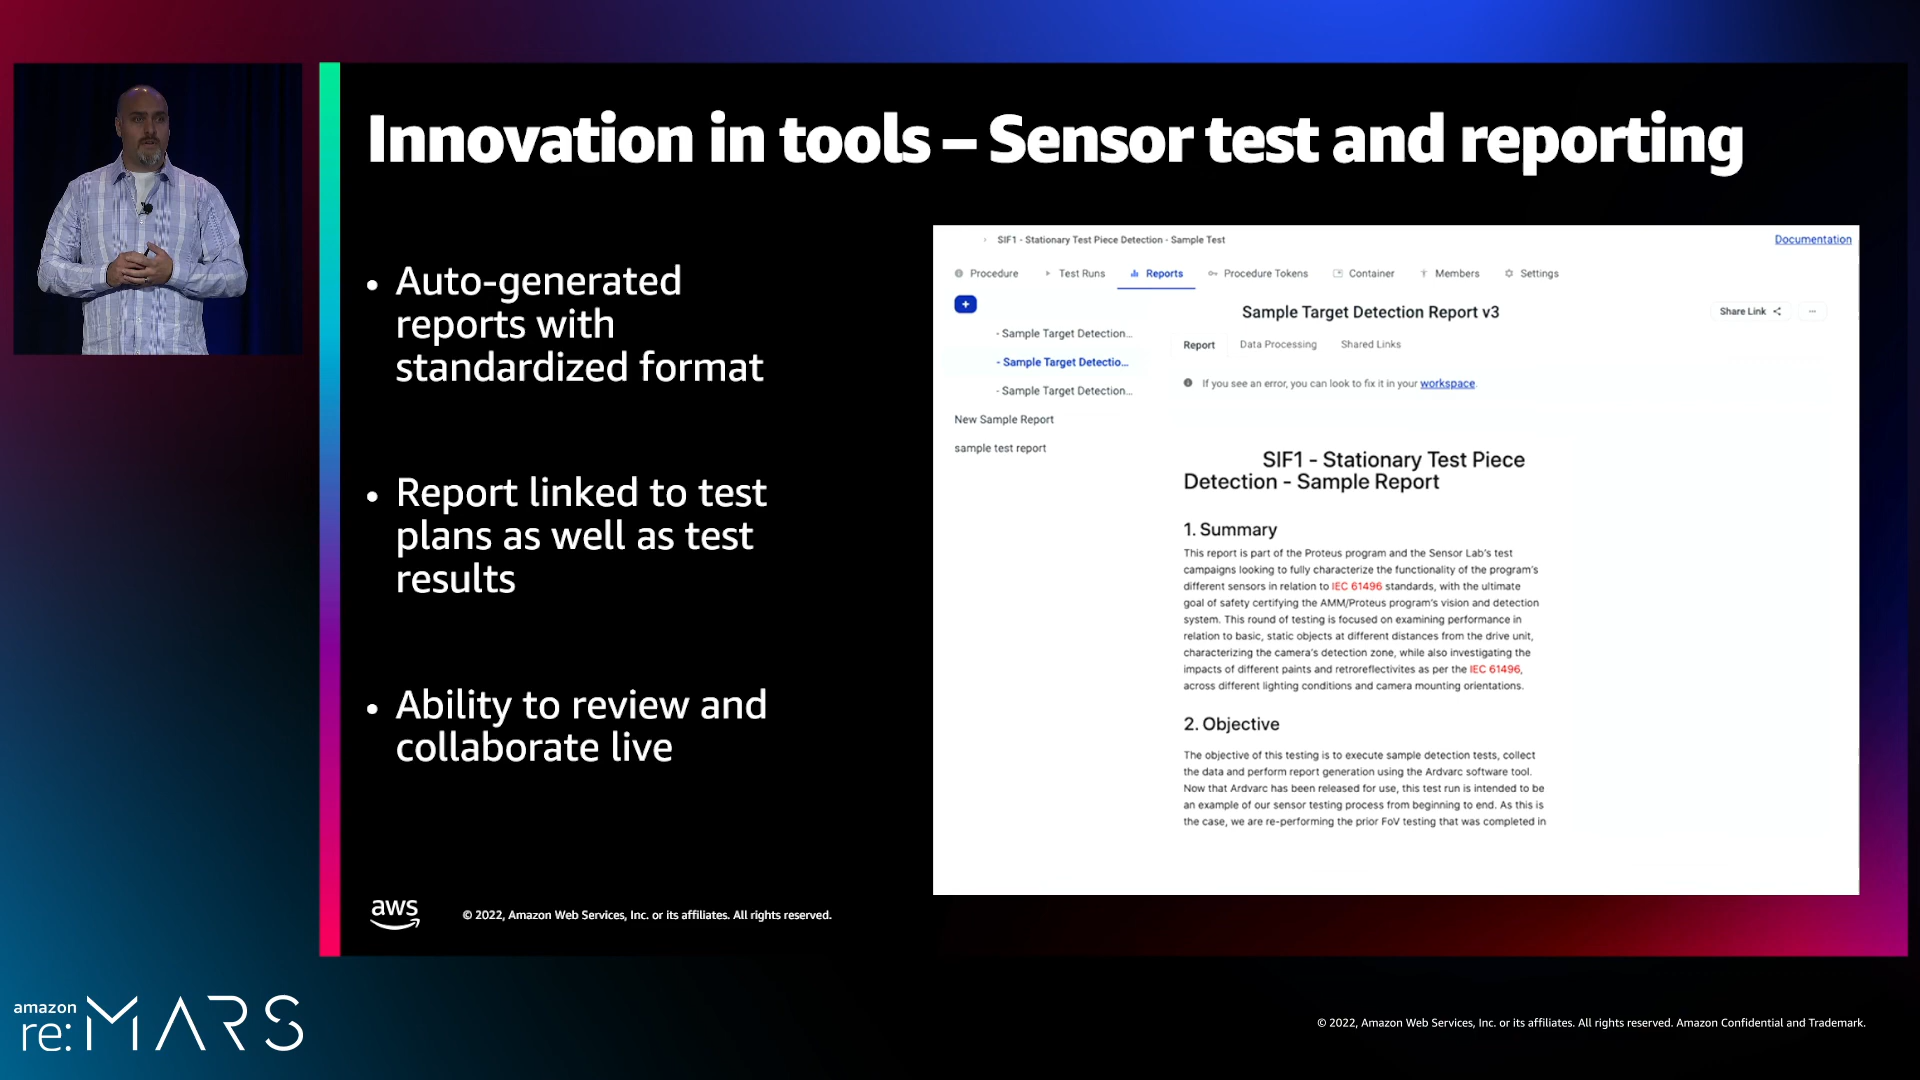 Innovation in tools – Sensor test and reporting
• Auto-generated
reports with
standardized format
• Report linked to test
plans as well as test
results
• Ability to review and
collaborate live
SIF1 - Stationary Test Piece Detection - Sample Test
Documentation
Procedure Test Runs Reports Procedure Tokens Container Members Settings
+
- Sample Target Detection...
- Sample Target Detectio...
- Sample Target Detection...
New Sample Report
sample test report
Sample Target Detection Report v3
Share Link
...
Report Data Processing Shared Links
If you see an error, you can look to fix it in your workspace.
SIF1 - Stationary Test Piece
Detection - Sample Report
1. Summary
This report is part of the Proteus program and the Sensor Lab's test
campaigns looking to fully characterize the functionality of the program's
different sensors in relation to IEC 61496 standards, with the ultimate
goal of safety certifying the AMM/Proteus program's vision and detection
system. This round of testing is focused on examining performance in
relation to basic, static objects at different distances from the drive unit,
characterizing the camera's detection zone, while also investigating the
impacts of different paints and retroreflectivites as per the IEC 61496,
across different lighting conditions and camera mounting orientations.
2. Objective
The objective of this testing is to execute sample detection tests, collect
the data and perform report generation using the Ardvarc software tool.
Now that Ardvarc has been released for use, this test run is intended to be
an example of our sensor testing process from beginning to end. As this is
the case, we are re-performing the prior FoV testing that was completed in
aws
© 2022, Amazon Web Services, Inc. or its affiliates. All rights reserved.
amazon
re:MARS
© 2022, Amazon Web Services, Inc. or its affiliates. All rights reserved. Amazon Confidential and Trademark.